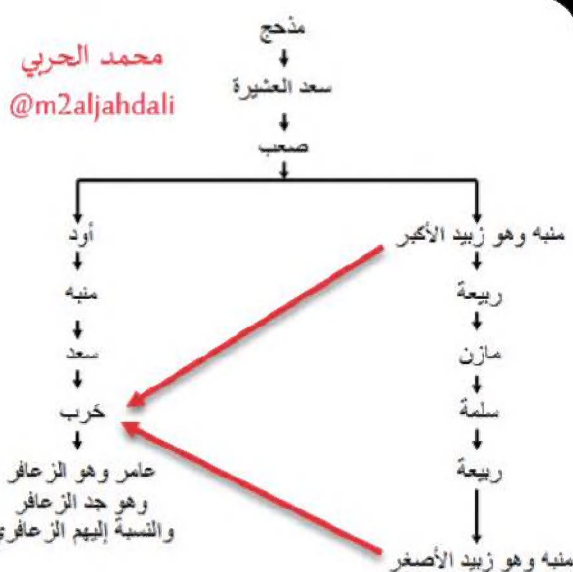 محمد الحربي
@m2aljahdali
مذحج
سعد العشيرة
صعب
أود
منبه
سعد
حَرب
عامر وهو الزعافر
وهو جد الزعافر
والنسبة إليهم الزعافري
منبه وهو زبيد الأكبر
ربيعة
مازن
سلمة
ربيعة
منبه وهو زبيد الأصغر